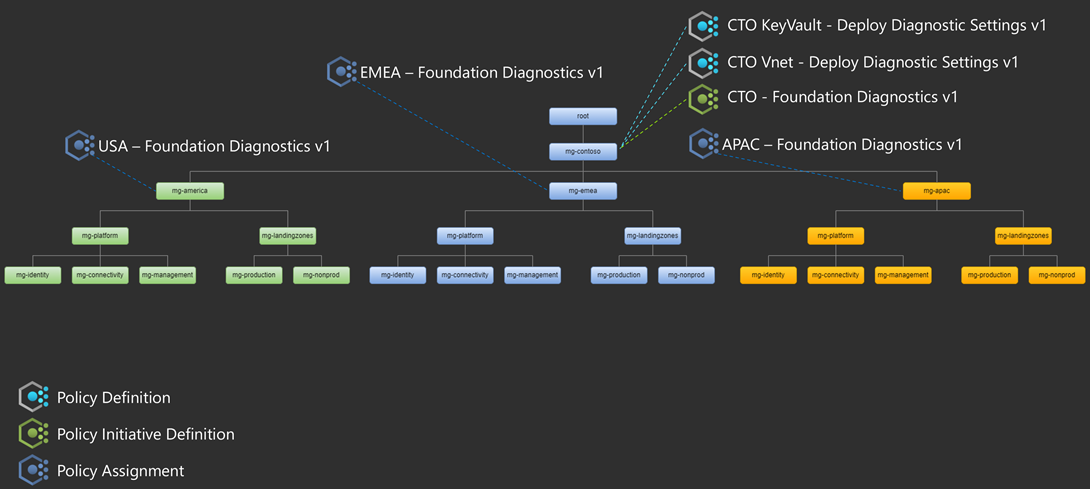 CTO KeyVault - Deploy Diagnostic Settings v1
CTO Vnet - Deploy Diagnostic Settings v1
EMEA – Foundation Diagnostics v1
CTO - Foundation Diagnostics v1
root
USA – Foundation Diagnostics v1
mg-contoso
APAC – Foundation Diagnostics v1
mg-america
mg-emea
mg-apac
mg-platform
mg-landingzones
mg-platform
mg-landingzones
mg-platform
mg-landingzones
mg-identity
mg-connectivity
mg-management
mg-production
mg-nonprod
mg-identity
mg-connectivity
mg-management
mg-production
mg-nonprod
mg-identity
mg-connectivity
mg-management
mg-production
mg-nonprod
Policy Definition
Policy Initiative Definition
Policy Assignment